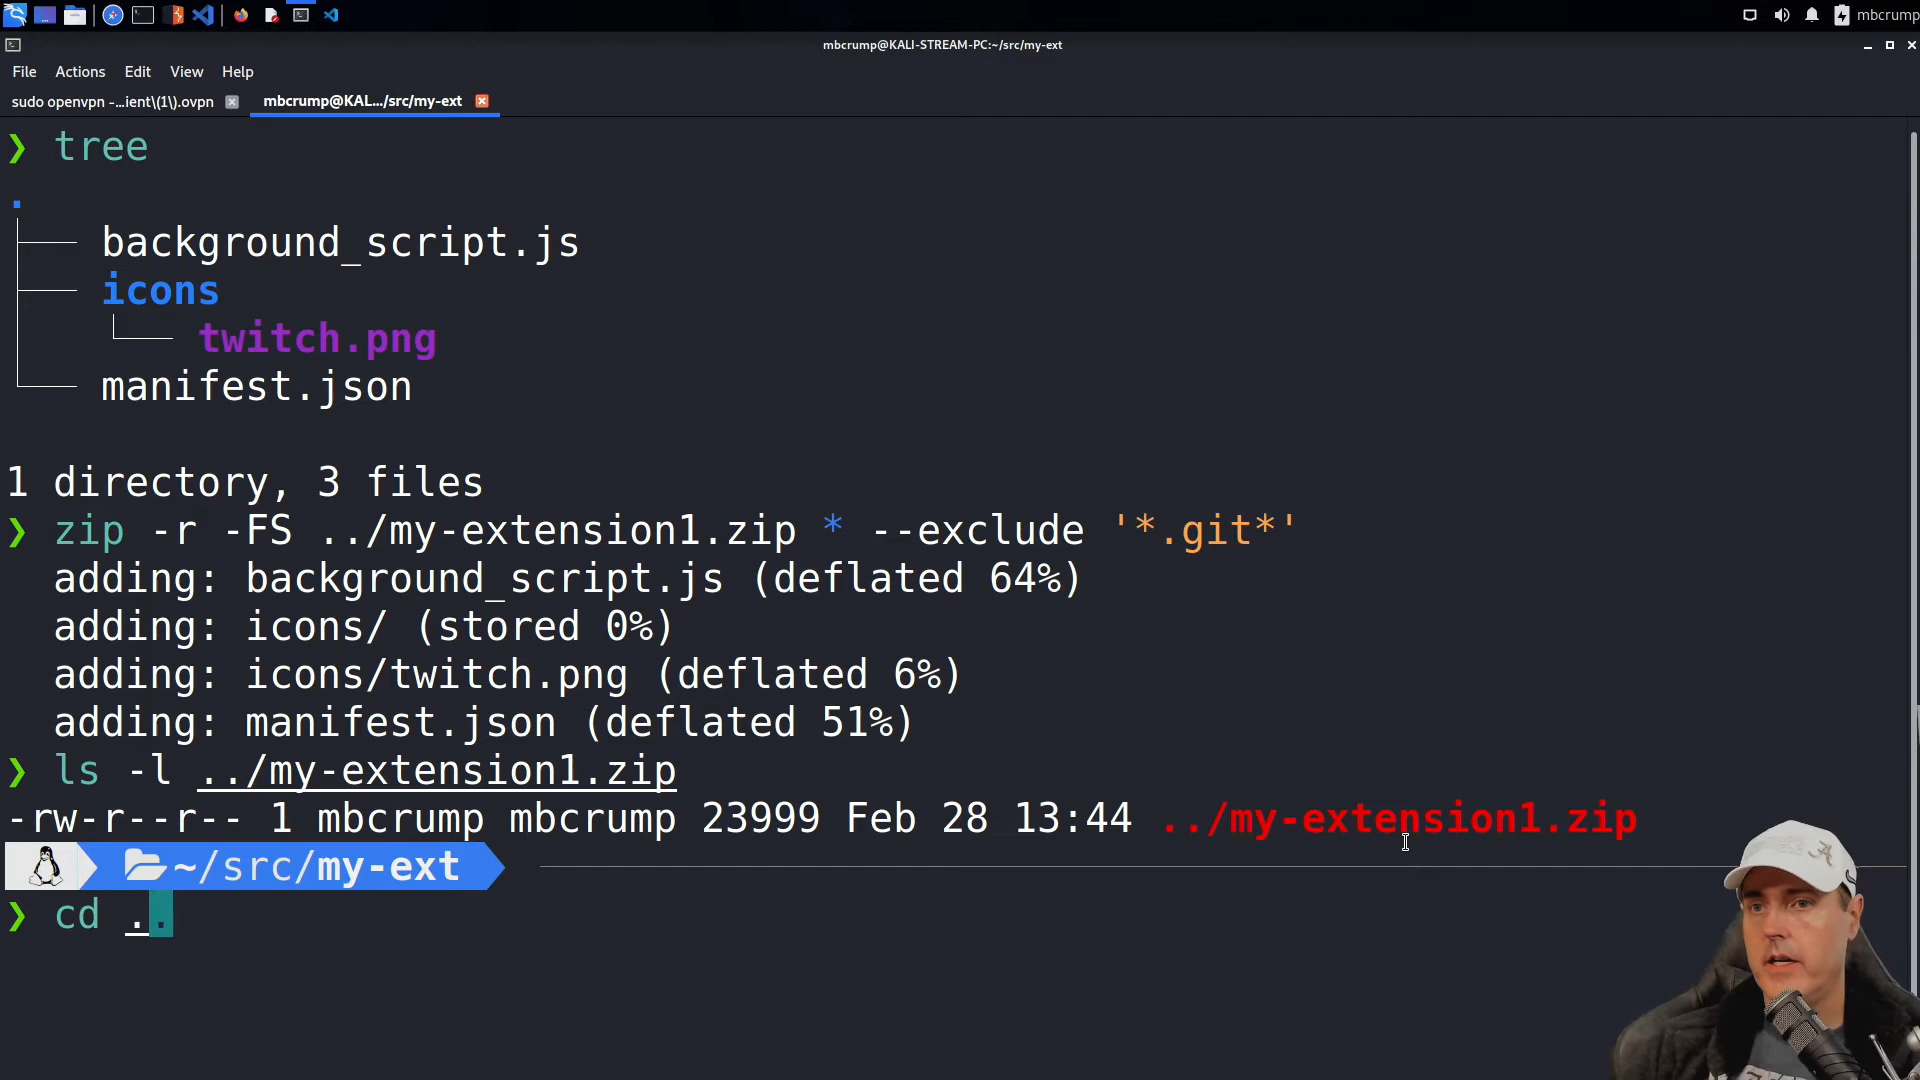 mbcrump
mbcrump@KALI-STREAM-PC:~/src/my-ext
File Actions Edit View Help
sudo openvpn -...ient\(1\).ovpn mbcrump@KAL.../src/my-ext
❯ tree
.
background_script.js
icons
twitch.png
manifest.json
1 directory, 3 files
❯ zip -r -FS ../my-extension1.zip * --exclude '*.git*'
adding: background_script.js (deflated 64%)
adding: icons/ (stored 0%)
adding: icons/twitch.png (deflated 6%)
adding: manifest.json (deflated 51%)
❯ ls -l ../my-extension1.zip
-rw-r--r-- 1 mbcrump mbcrump 23999 Feb 28 13:44 ../my-extension1.zip
~/src/my-ext
❯ cd ..